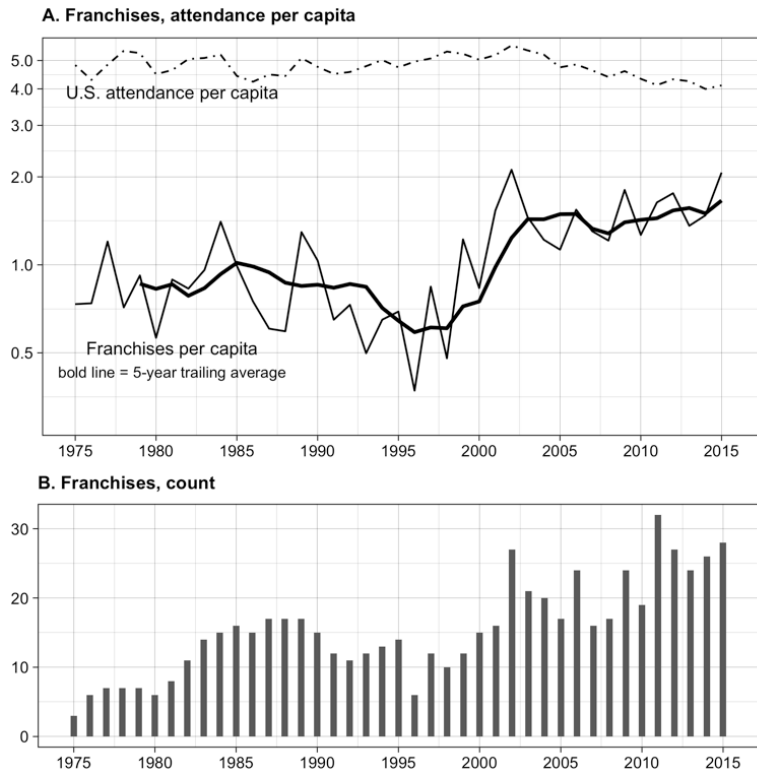 A. Franchises, attendance per capita
5.0
4.0
U.S. attendance per capita
3.0
2.0
1.0
0.5
Franchises per capita
bold line = 5-year trailing average
1975 1980 1985 1990 1995 2000 2005 2010 2015
B. Franchises, count
30
20
10
0
1975 1980 1985 1990 1995 2000 2005 2010 2015